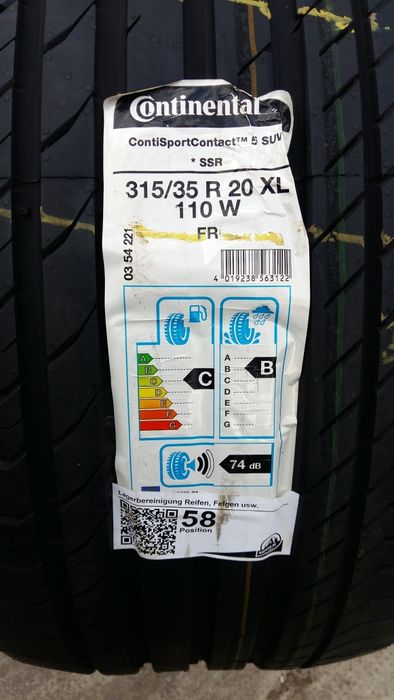 Continental
ContiSportContact™ 5 SUV
* SSR
315/35 R 20 XL
110 W
FR
03 54 221
4 019238 563122
A
B
C
D
E
F
G
C
A
B
C
D
E
F
G
B
74 dB
Lagerbereinigung Reifen, Felgen usw.
58
Position